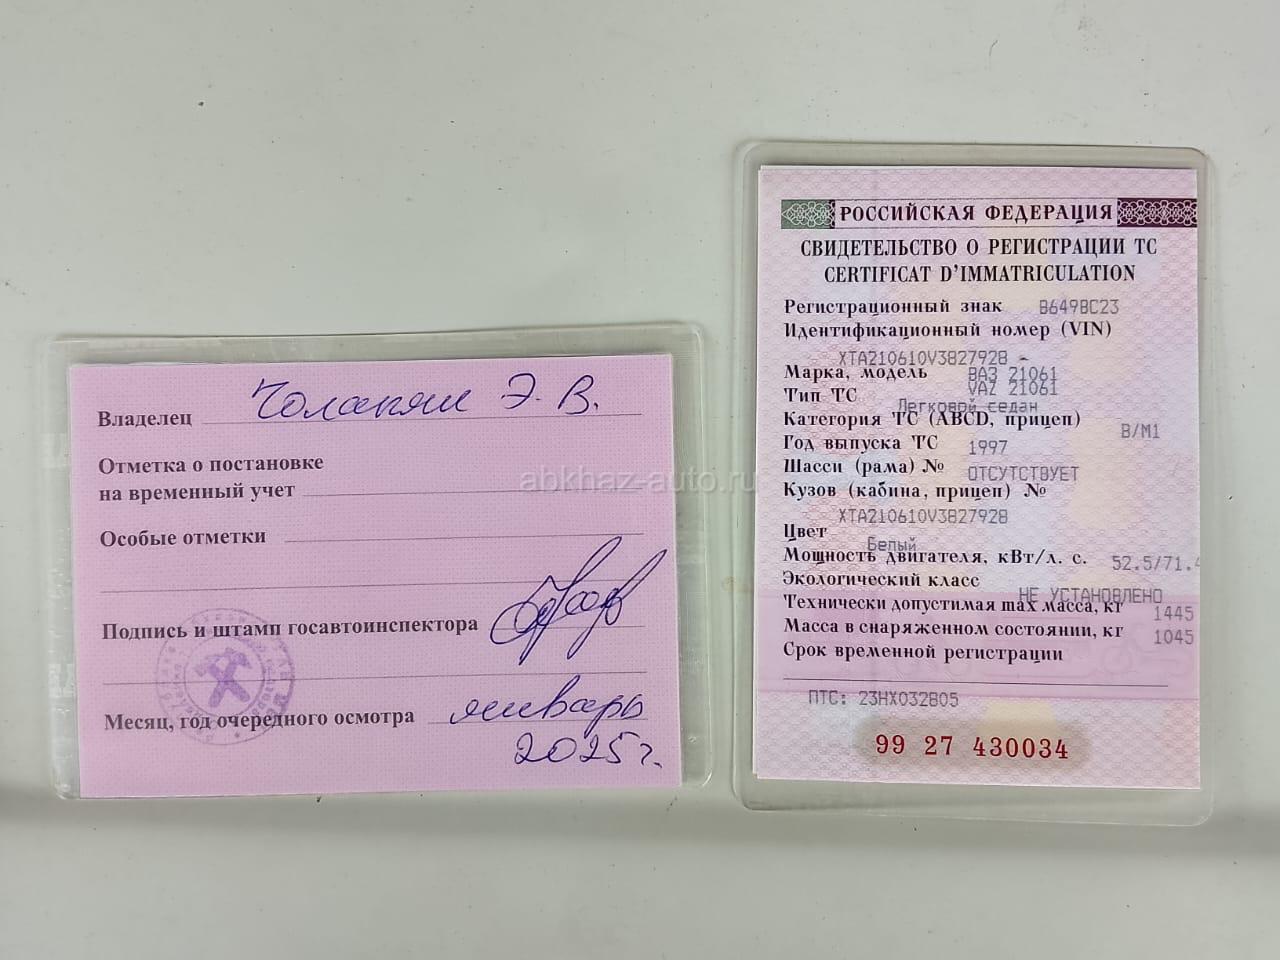 Владелец Чолакян Э. В.
Отметка о постановке
на временный учет
Особые отметки
Подпись и штамп госавтоинспектора
Месяц, год очередного осмотра январь
2025 г.
abkhaz-auto.ru
РОССИЙСКАЯ ФЕДЕРАЦИЯ
СВИДЕТЕЛЬСТВО О РЕГИСТРАЦИИ ТС
CERTIFICAT D'IMMATRICULATION
Регистрационный знак В649ВС23
Идентификационный номер (VIN)
XTA210610V3827928
Марка, модель ВАЗ 21061
VAZ 21061
Тип ТС Легковой седан
Категория ТС (ABCD, прицеп) B/M1
Год выпуска ТС 1997
Шасси (рама) № ОТСУТСТВУЕТ
Кузов (кабина, прицеп) №
XTA210610V3827928
Цвет Белый
Мощность двигателя, кВт/л. с. 52.5/71.4
Экологический класс НЕ УСТАНОВЛЕНО
Технически допустимая max масса, кг 1445
Масса в снаряженном состоянии, кг 1045
Срок временной регистрации
ПТС: 23НХ032805
99 27 430034